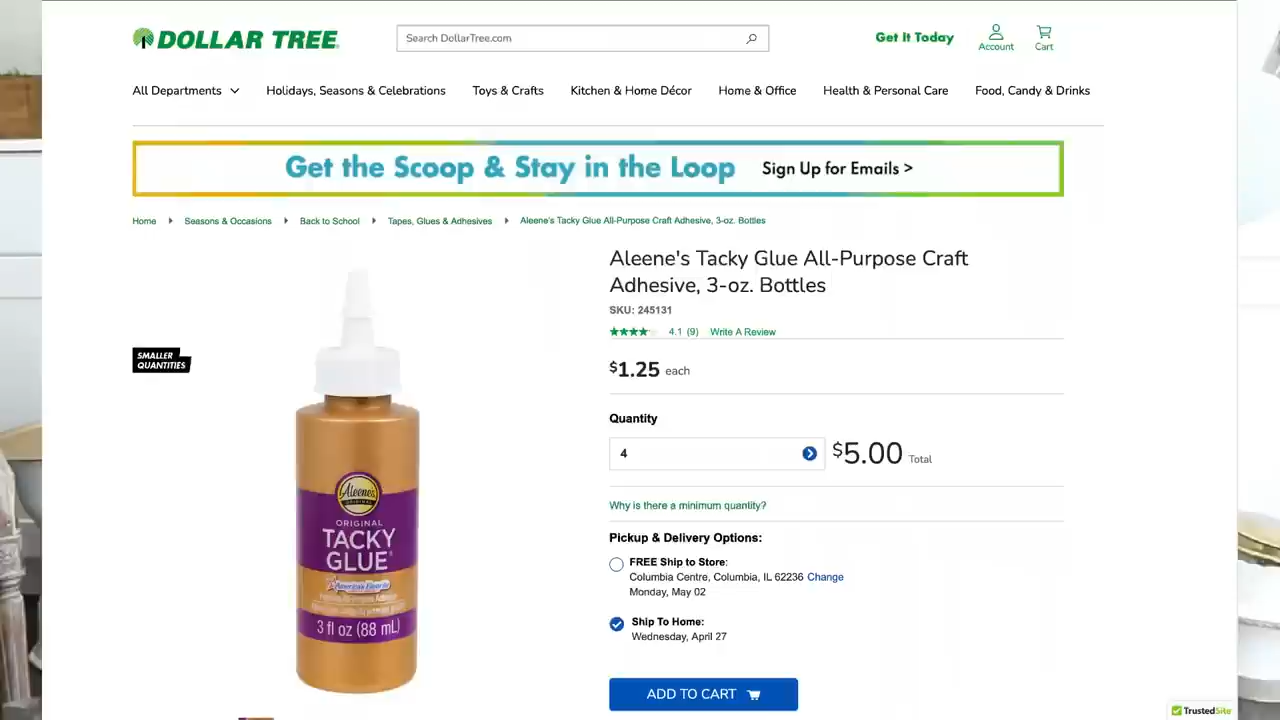 DOLLAR TREE
Search DollarTree.com
Get It Today
Account
Cart
All Departments
Holidays, Seasons & Celebrations
Toys & Crafts
Kitchen & Home Décor
Home & Office
Health & Personal Care
Food, Candy & Drinks
Get the Scoop & Stay in the Loop Sign Up for Emails >
Home
Seasons & Occasions
Back to School
Tapes, Glues & Adhesives
Aleene's Tacky Glue All-Purpose Craft Adhesive, 3-oz. Bottles
SMALLER
QUANTITIES
Aleene's
ORIGINAL
ORIGINAL
TACKY
GLUE®
America's Favorite
3 fl oz (88 mL)
Aleene's Tacky Glue All-Purpose Craft
Adhesive, 3-oz. Bottles
SKU: 245131
4.1 (9) Write A Review
$1.25 each
Quantity
4
$5.00 Total
Why is there a minimum quantity?
Pickup & Delivery Options:
FREE Ship to Store:
Columbia Centre, Columbia, IL 62236 Change
Monday, May 02
Ship To Home:
Wednesday, April 27
ADD TO CART
TrustedSite